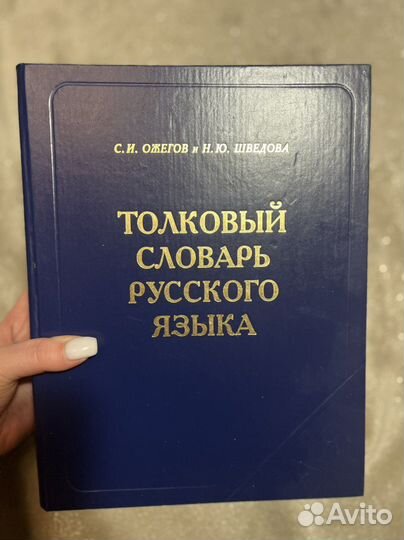 С. И. ОЖЕГОВ и Н. Ю. ШВЕДОВА
ТОЛКОВЫЙ
СЛОВАРЬ
РУССКОГО
ЯЗЫКА
Avito